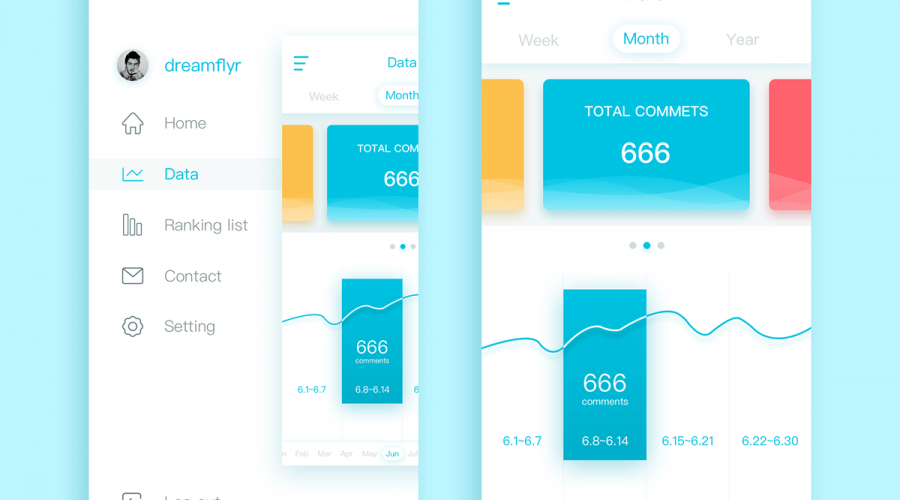 dreamflyr
Home
Data
Ranking list
Contact
Setting
Log out
Data
Week
Month
TOTAL COM
666
666
comments
6.1~6.7
6.8~6.14
Feb Mar Apr May Jun Jul
Week
Month
Year
TOTAL COMMETS
666
666
comments
6.1~6.7
6.8~6.14
6.15~6.21
6.22~6.30